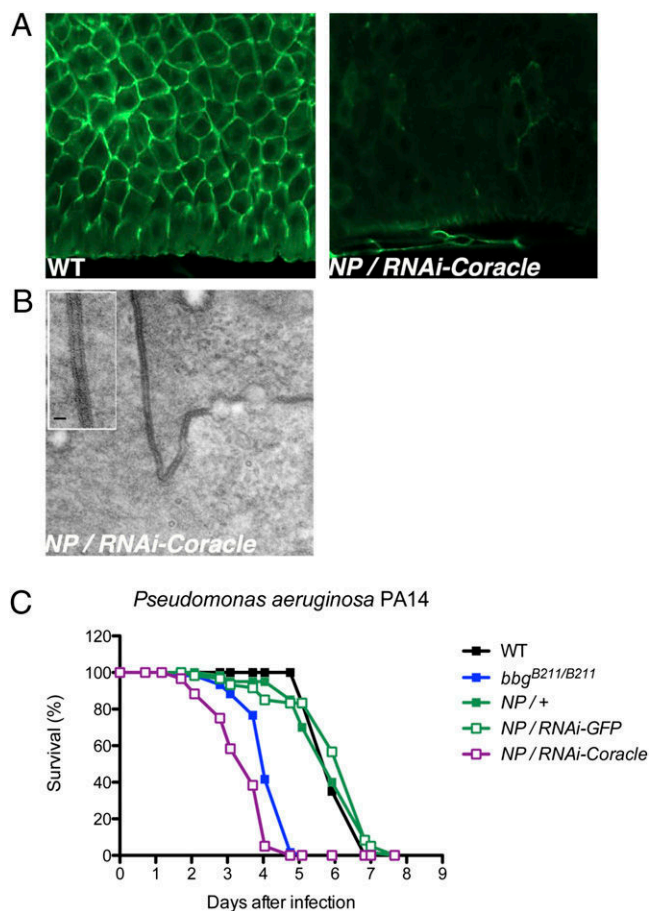 A
WT
NP / RNAi-Coracle
B
NP / RNAi-Coracle
C
Pseudomonas aeruginosa PA14
120
100
80
60
40
20
0
Survival (%)
0 1 2 3 4 5 6 7 8 9
Days after infection
WT
bbg^B211/B211
NP / +
NP / RNAi-GFP
NP / RNAi-Coracle